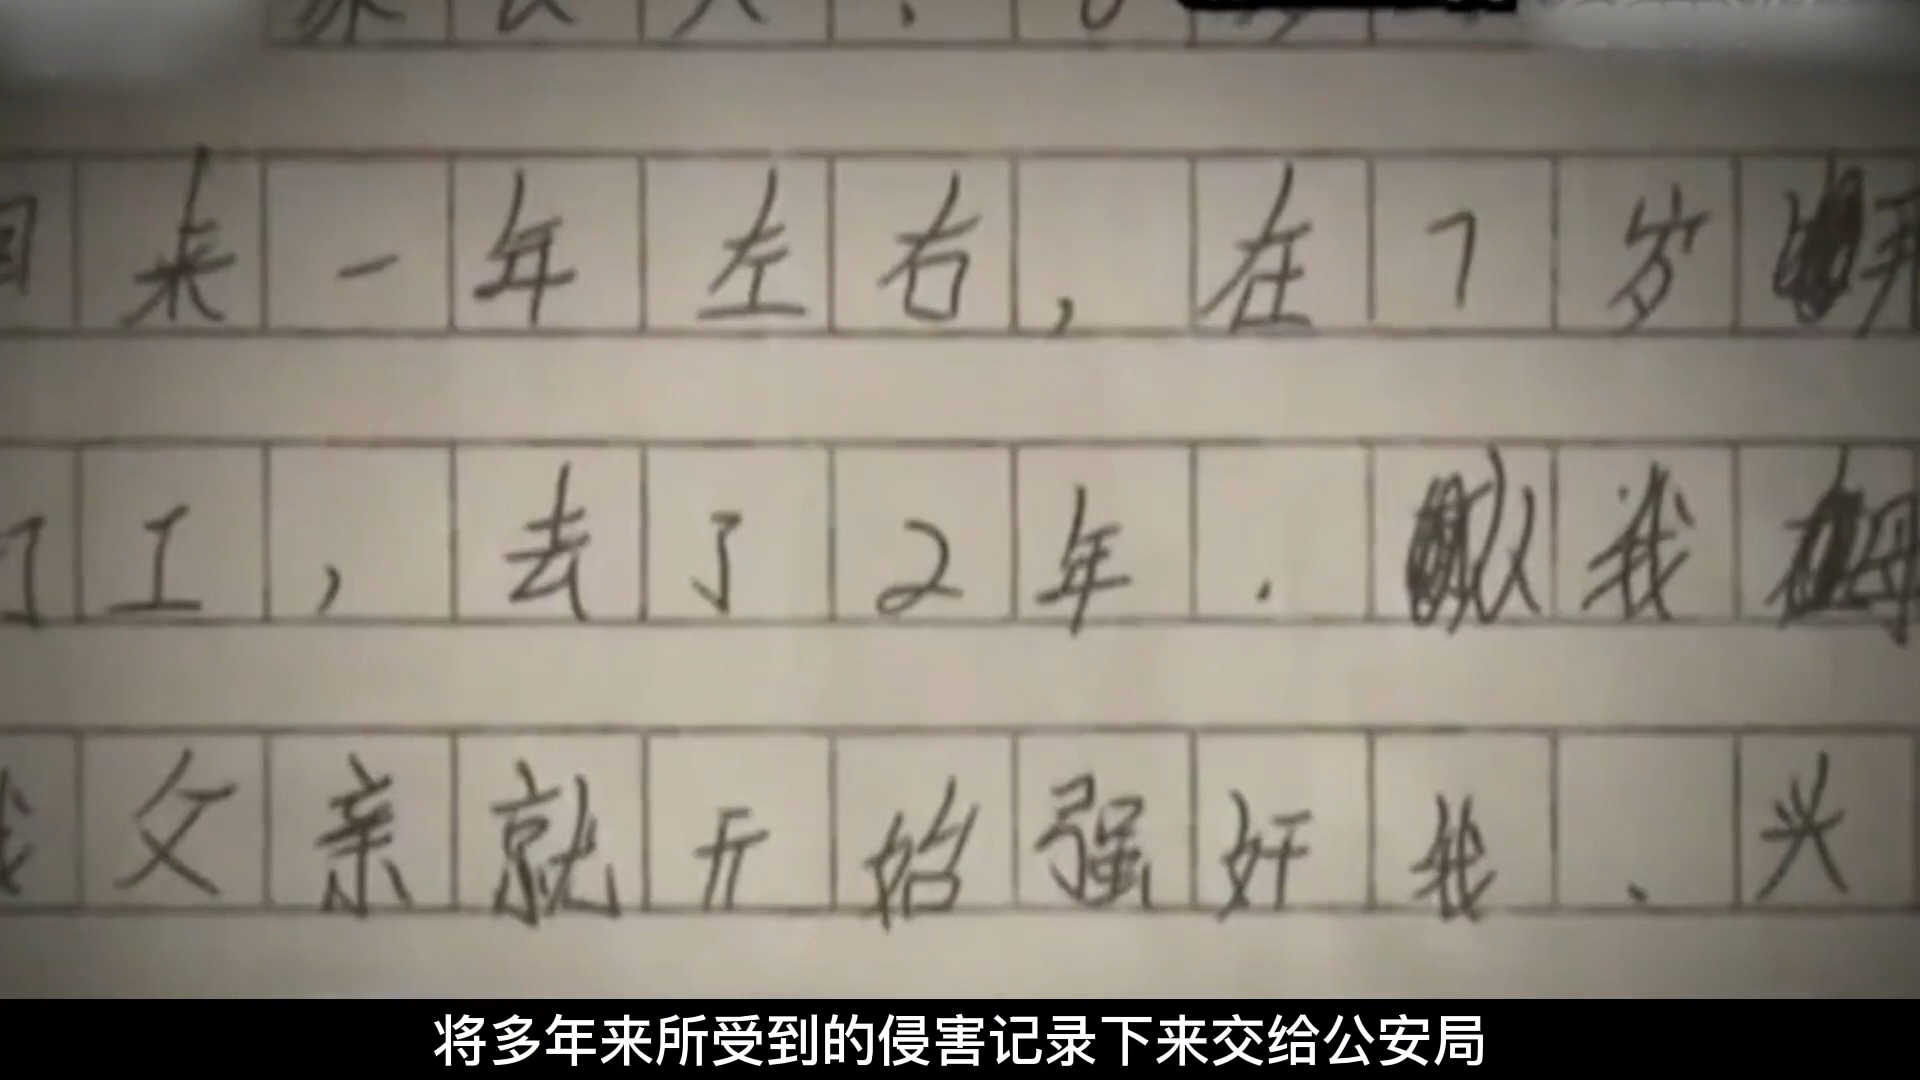 来一年左右，在7岁
工，去了2年．
父亲就开始强奸我、兴
将多年来所受到的侵害记录下来交给公安局